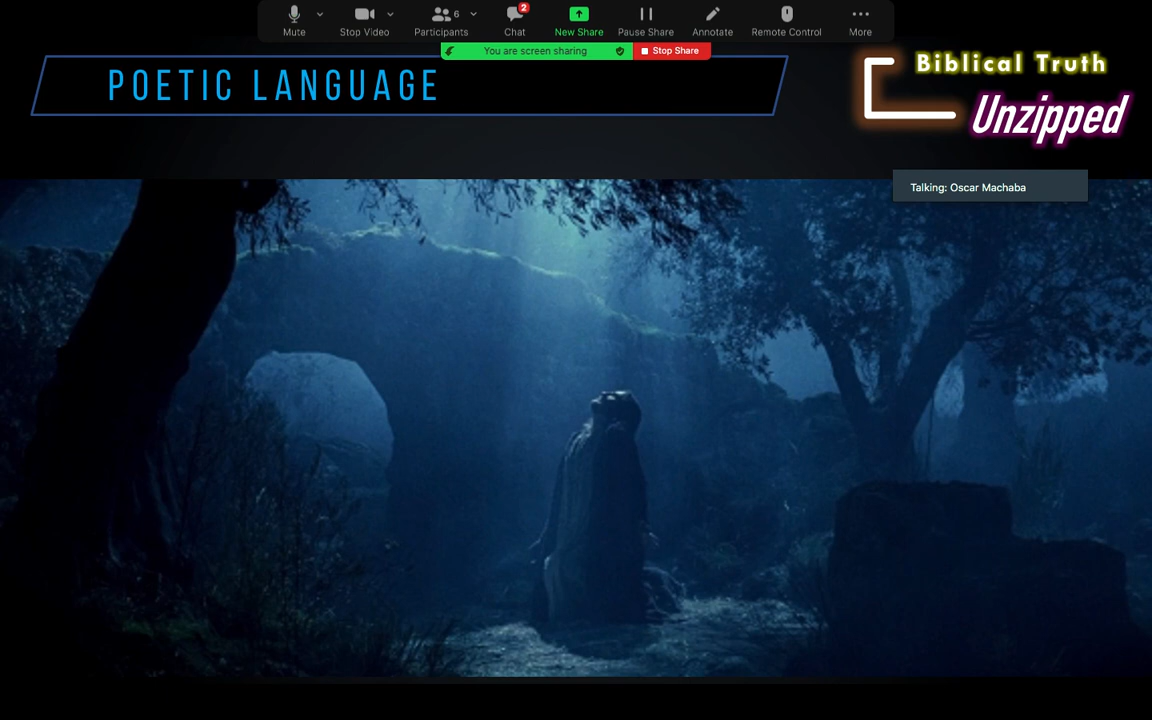 6
2
Mute
Stop Video
Participants
Chat
New Share
Pause Share
Annotate
Remote Control
More
You are screen sharing
Stop Share
POETIC LANGUAGE
Biblical Truth
Unzipped
Talking: Oscar Machaba